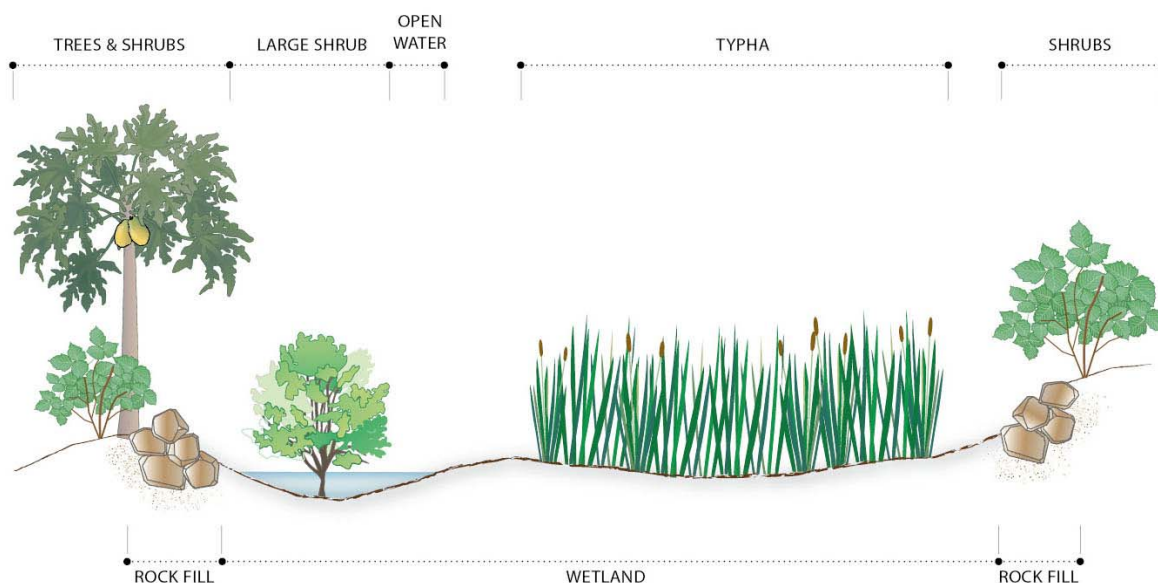 TREES & SHRUBS
LARGE SHRUB
OPEN
WATER
TYPHA
SHRUBS
ROCK FILL
WETLAND
ROCK FILL